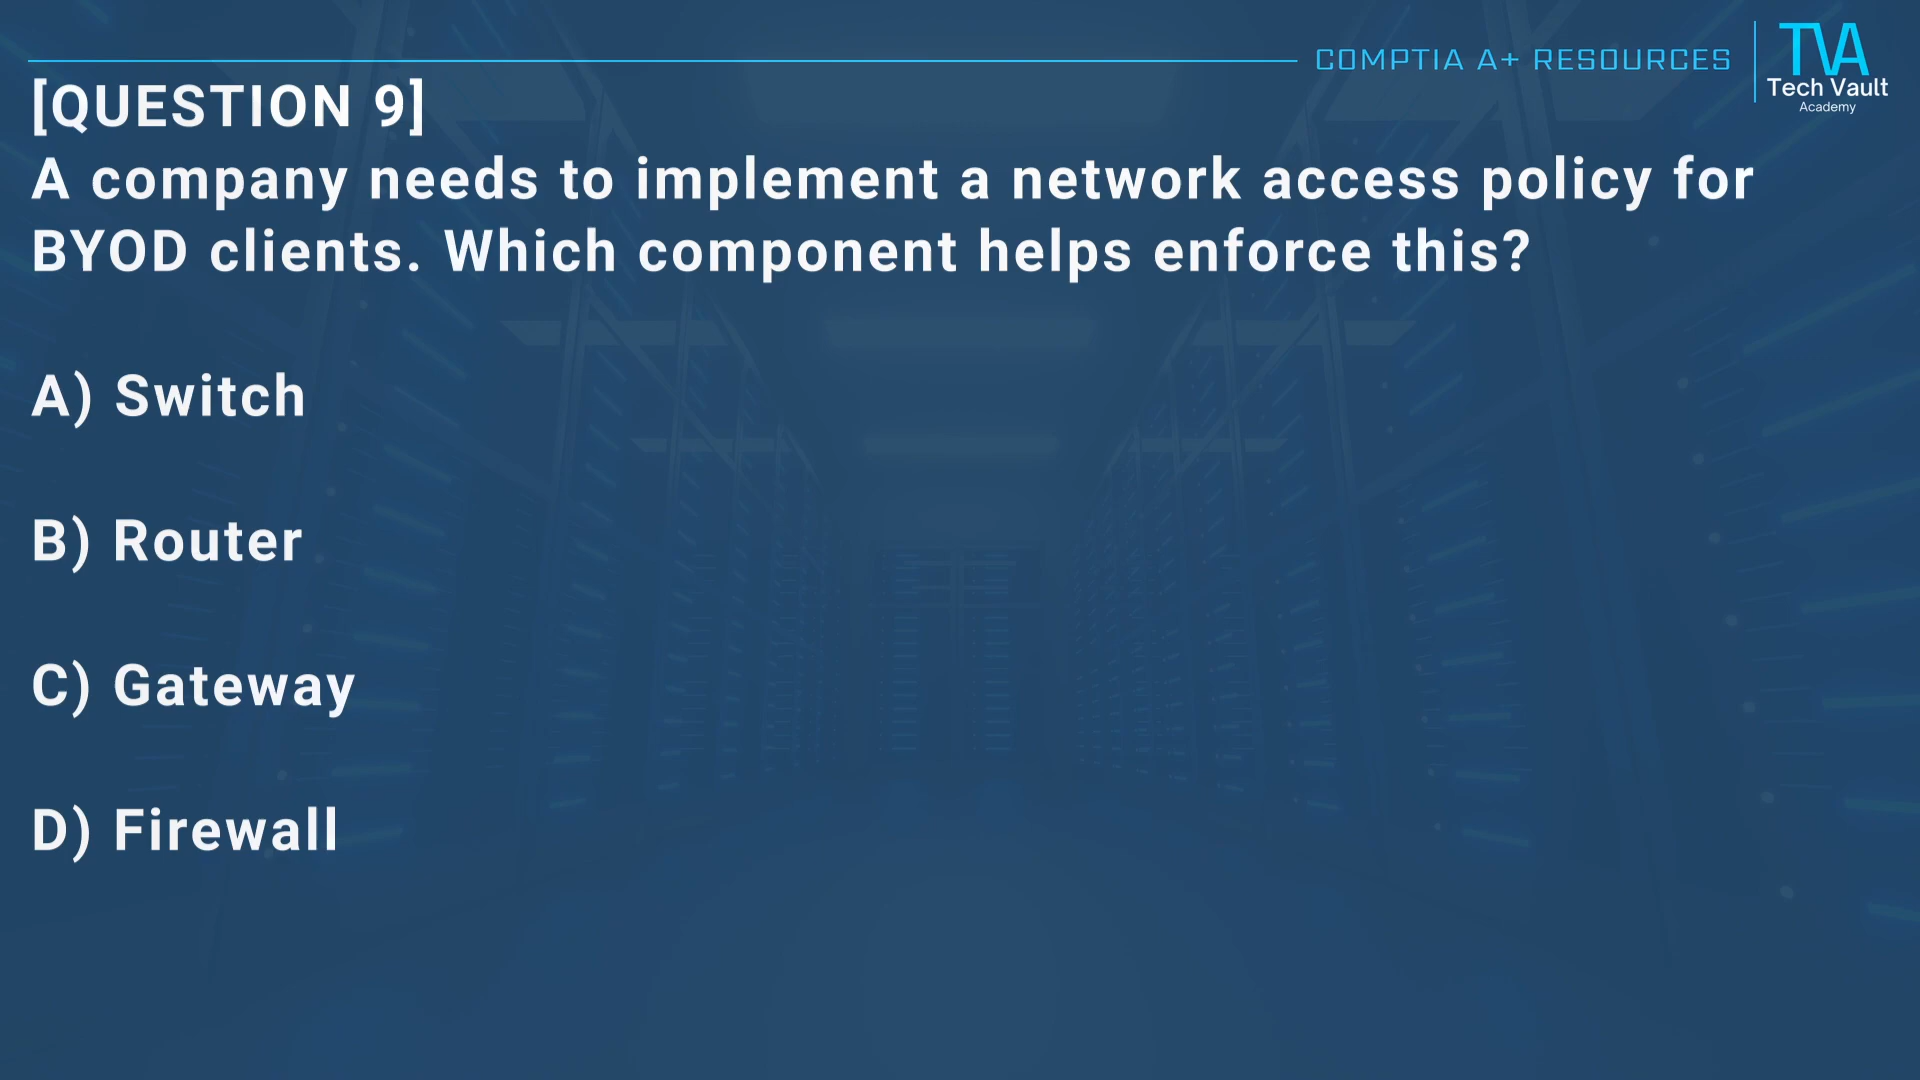 COMPTIA A+ RESOURCES
TVA
Tech Vault
Academy
[QUESTION 9]
A company needs to implement a network access policy for
BYOD clients. Which component helps enforce this?
A) Switch
B) Router
C) Gateway
D) Firewall